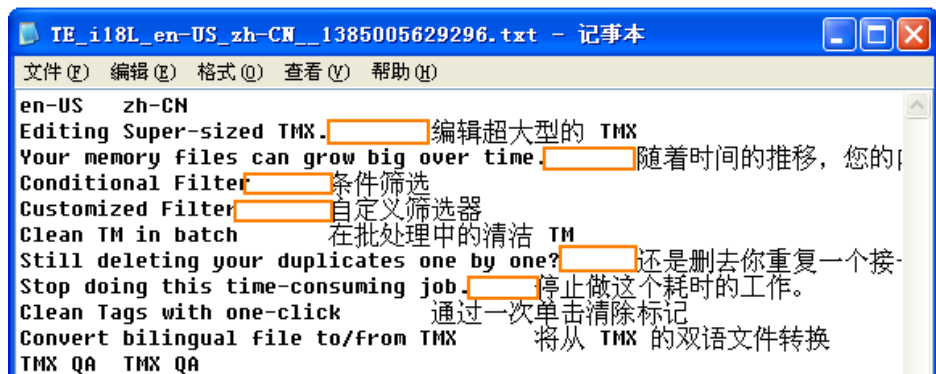 TE_i18L_en-US_zh-CN__1385005629296.txt - 记事本
文件(F) 编辑(E) 格式(O) 查看(V) 帮助(H)
en-US zh-CN
Editing Super-sized TMX. 编辑超大型的 TMX
Your memory files can grow big over time. 随着时间的推移，您的
Conditional Filter 条件筛选
Customized Filter 自定义筛选器
Clean TM in batch 在批处理中的清洁 TM
Still deleting your duplicates one by one? 还是删去你重复一个接
Stop doing this time-consuming job. 停止做这个耗时的工作。
Clean Tags with one-click 通过一次单击清除标记
Convert bilingual file to/from TMX 将从 TMX 的双语文件转换
TMX QA TMX QA